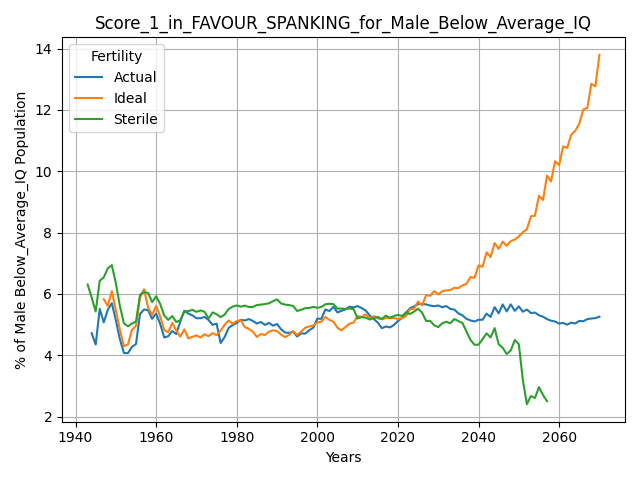 Score_1_in_FAVOUR_SPANKING_for_Male_Below_Average_IQ
% of Male Below_Average_IQ Population
14
12
10
8
6
4
2
Fertility
Actual
Ideal
Sterile
1940 1960 1980 2000 2020 2040 2060
Years